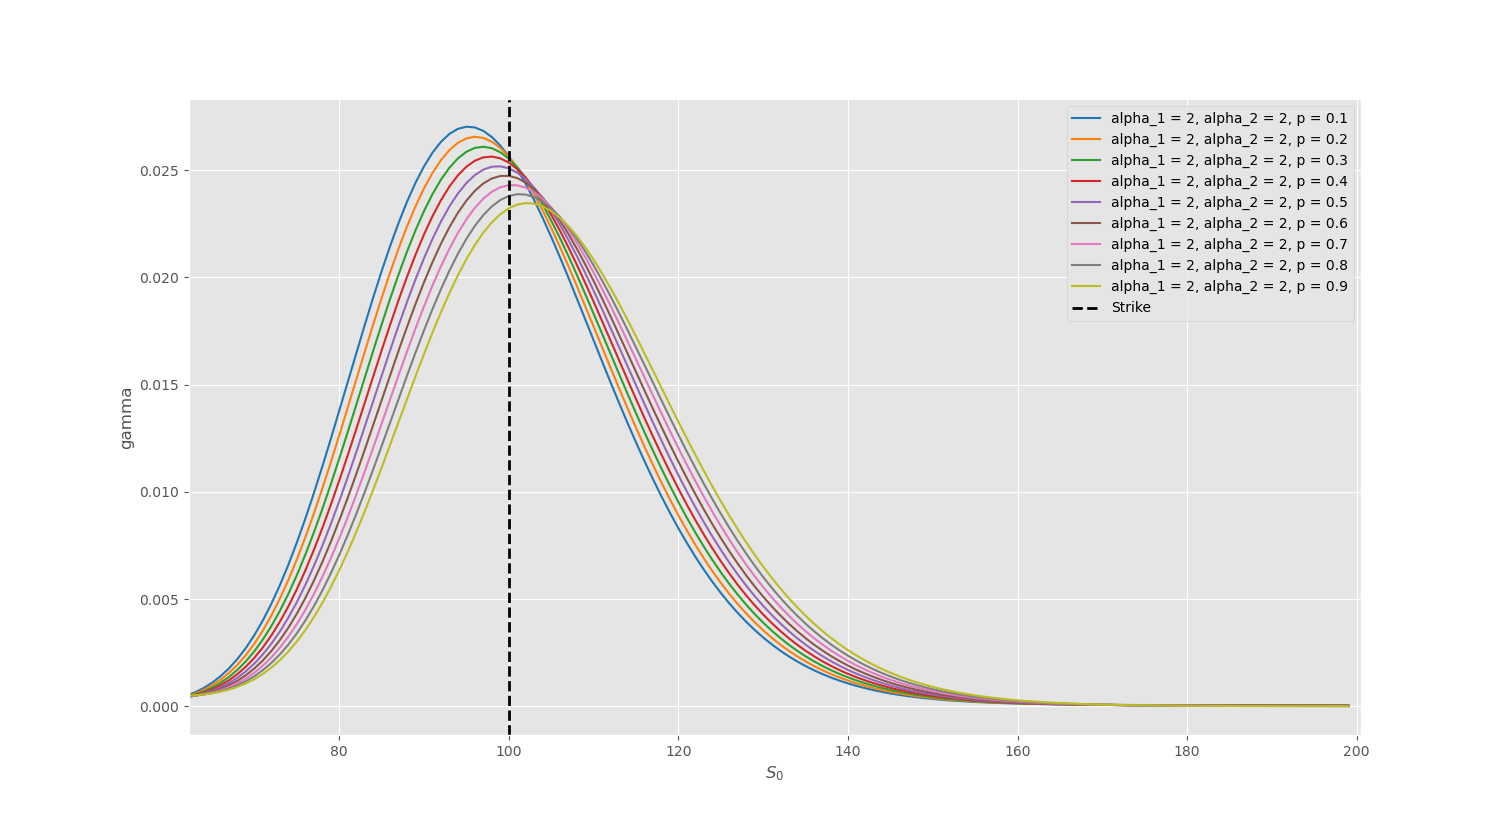 alpha_1 = 2, alpha_2 = 2, p = 0.1
alpha_1 = 2, alpha_2 = 2, p = 0.2
alpha_1 = 2, alpha_2 = 2, p = 0.3
alpha_1 = 2, alpha_2 = 2, p = 0.4
alpha_1 = 2, alpha_2 = 2, p = 0.5
alpha_1 = 2, alpha_2 = 2, p = 0.6
alpha_1 = 2, alpha_2 = 2, p = 0.7
alpha_1 = 2, alpha_2 = 2, p = 0.8
alpha_1 = 2, alpha_2 = 2, p = 0.9
Strike
0.025
0.020
0.015
0.010
0.005
0.000
gamma
80 100 120 140 160 180 200
S₀